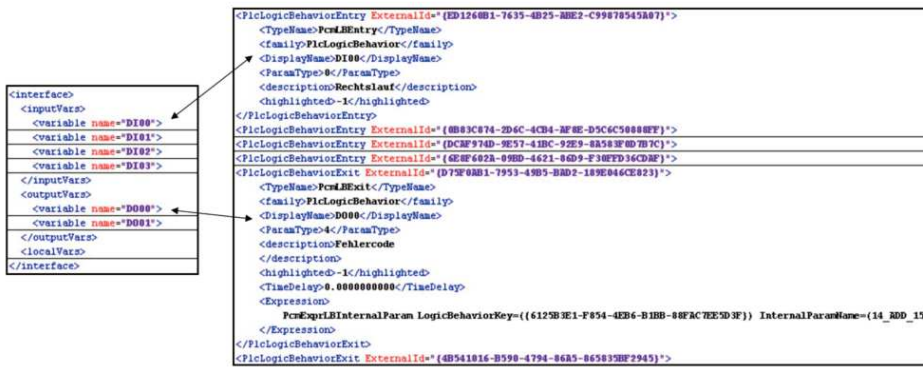 <interface>
<inputVars>
<variable name="DI00">
<variable name="DI01">
<variable name="DI02">
<variable name="DI03">
</inputVars>
<outputVars>
<variable name="DO00">
<variable name="DO01">
</outputVars>
<localVars>
</interface>
<PlcLogicBehaviorEntry ExternalId="{ED1260B1-7635-4B25-ABE2-C99878545A07}">
<TypeName>PcmLBEntry</TypeName>
<family>PlcLogicBehavior</family>
<DisplayName>DI00</DisplayName>
<ParamType>0</ParamType>
<description>Rechtslauf</description>
<highlighted>-1</highlighted>
</PlcLogicBehaviorEntry>
<PlcLogicBehaviorEntry ExternalId="{0B83C874-2D6C-4CB4-AF8E-D5C6C50888FF}">
<PlcLogicBehaviorEntry ExternalId="{DCAF974D-9E57-41BC-92E9-8A583F0D7B7C}">
<PlcLogicBehaviorEntry ExternalId="{6E8F602A-09BD-4621-86D9-F30FFD36CDAF}">
<PlcLogicBehaviorExit ExternalId="{D75F0AB1-7953-49B5-BAD2-189E046CE823}">
<TypeName>PcmLBExit</TypeName>
<family>PlcLogicBehavior</family>
<DisplayName>DO00</DisplayName>
<ParamType>4</ParamType>
<description>Fehlercode
</description>
<highlighted>-1</highlighted>
<TimeDelay>0.0000000000</TimeDelay>
<Expression>
PcmExprLBInternalParam LogicBehaviorKey=({6125B3E1-F854-4EB6-B1BB-88FAC7EE5D3F}) InternalParamName=(14_ADD_15
</Expression>
</PlcLogicBehaviorExit>
<PlcLogicBehaviorExit ExternalId="{4B541816-B590-4794-86A5-865835BF2945}">